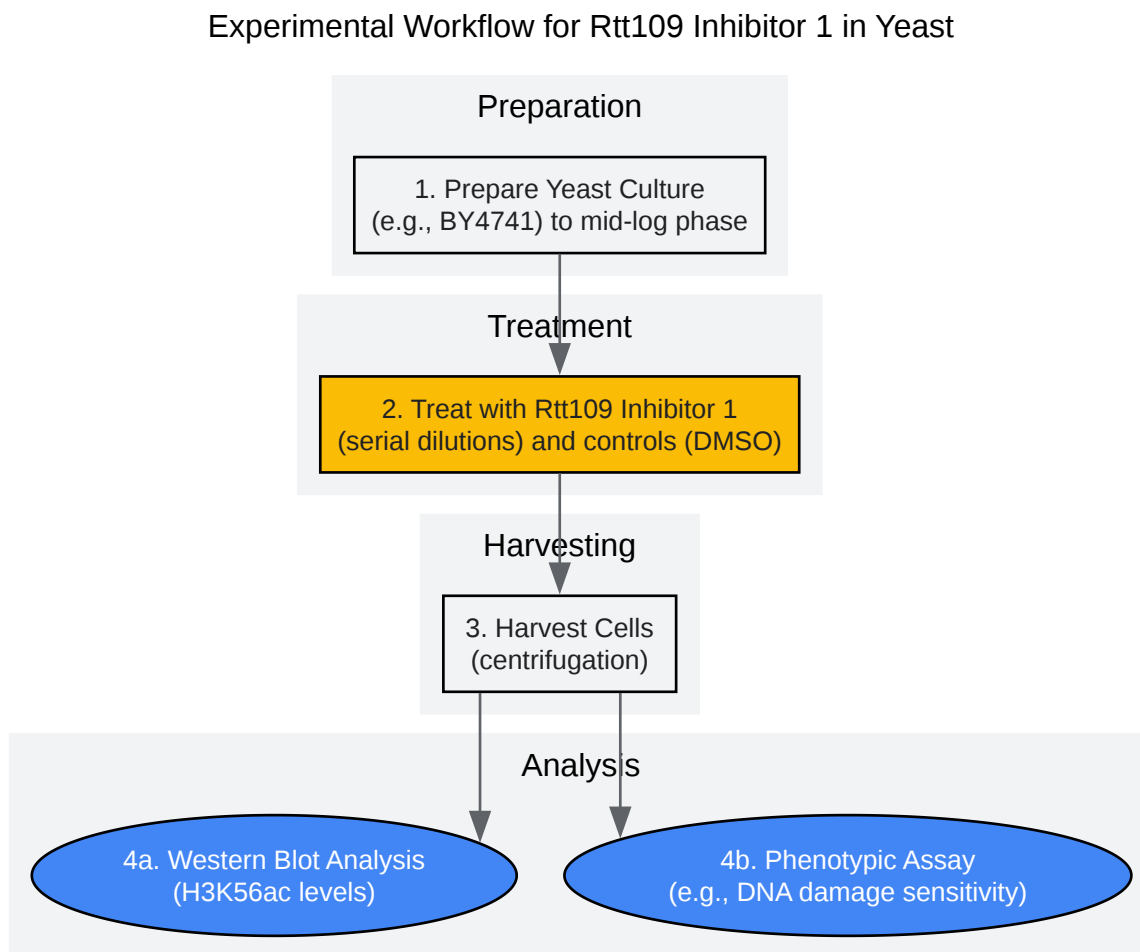 Experimental Workflow for Rtt109 Inhibitor 1 in Yeast
Preparation
1. Prepare Yeast Culture
(e.g., BY4741) to mid-log phase
Treatment
2. Treat with Rtt109 Inhibitor 1
(serial dilutions) and controls (DMSO)
Harvesting
3. Harvest Cells
(centrifugation)
Analysis
4a. Western Blot Analysis
(H3K56ac levels)
4b. Phenotypic Assay
(e.g., DNA damage sensitivity)